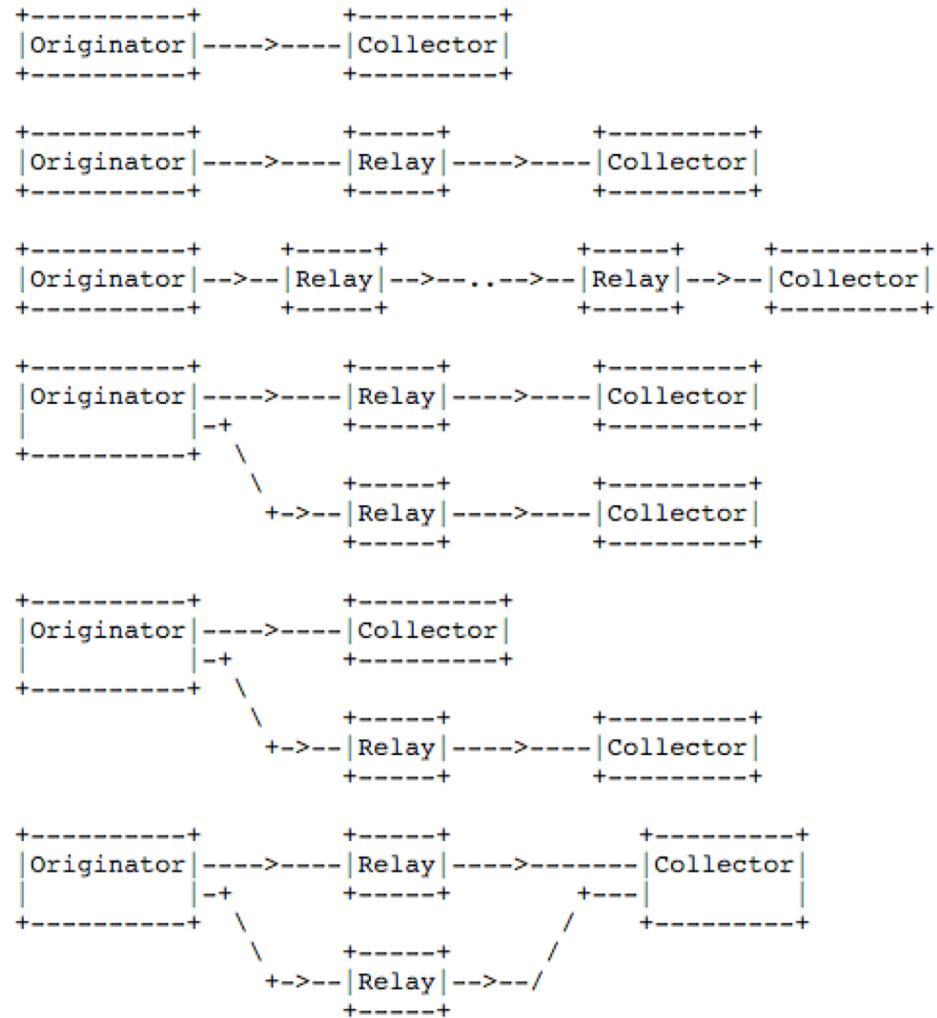 +----------+         +---------+
|Originator|---->----|Collector|
+----------+         +---------+

+----------+         +-----+         +---------+
|Originator|---->----|Relay|---->----|Collector|
+----------+         +-----+         +---------+

+----------+     +-----+            +-----+     +---------+
|Originator|-->--|Relay|-->--..-->--|Relay|-->--|Collector|
+----------+     +-----+            +-----+     +---------+

+----------+         +-----+         +---------+
|Originator|---->----|Relay|---->----|Collector|
|          |-+       +-----+         +---------+
+----------+  \
               \     +-----+         +---------+
                +->--|Relay|---->----|Collector|
                     +-----+         +---------+

+----------+         +---------+
|Originator|---->----|Collector|
|          |-+       +---------+
+----------+  \
               \     +-----+         +---------+
                +->--|Relay|---->----|Collector|
                     +-----+         +---------+

+----------+         +-----+            +---------+
|Originator|---->----|Relay|---->-------|Collector|
|          |-+       +-----+        +---|         |
+----------+  \                    /    +---------+
               \     +-----+      /
                +->--|Relay|-->--/
                     +-----+